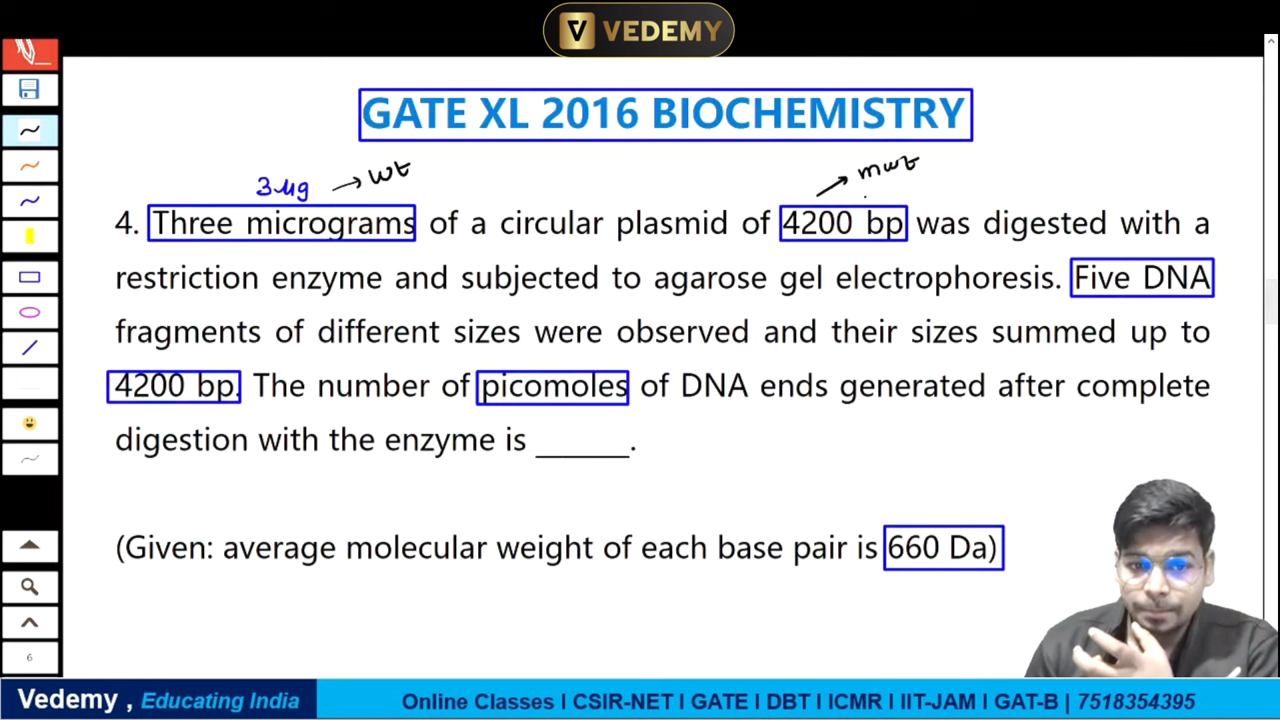 VEDEMY
GATE XL 2016 BIOCHEMISTRY
3 µg → wt
→ mwt
4. Three micrograms of a circular plasmid of 4200 bp was digested with a
restriction enzyme and subjected to agarose gel electrophoresis. Five DNA
fragments of different sizes were observed and their sizes summed up to
4200 bp. The number of picomoles of DNA ends generated after complete
digestion with the enzyme is ______.
(Given: average molecular weight of each base pair is 660 Da)
6
Vedemy , Educating India
Online Classes I CSIR-NET I GATE I DBT I ICMR I IIT-JAM I GAT-B | 7518354395